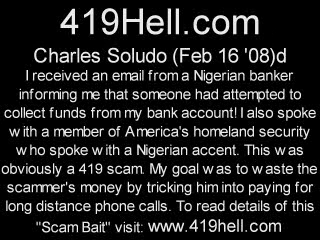 419Hell.com
Charles Soludo (Feb 16 '08)d
I received an email from a Nigerian banker
informing me that someone had attempted to
collect funds from my bank account! I also spoke
with a member of America's homeland security
who spoke with a Nigerian accent. This was
obviously a 419 scam. My goal was to waste the
scammer's money by tricking him into paying for
long distance phone calls. To read details of this
"Scam Bait" visit: www.419hell.com